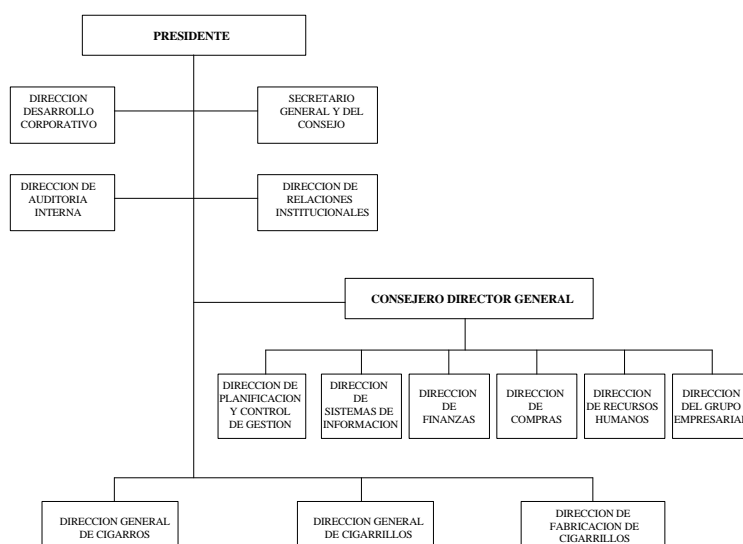 PRESIDENTE
DIRECCION
DESARROLLO
CORPORATIVO
SECRETARIO
GENERAL Y DEL
CONSEJO
DIRECCION DE
AUDITORIA
INTERNA
DIRECCION DE
RELACIONES
INSTITUCIONALES
CONSEJERO DIRECTOR GENERAL
DIRECCION DE
PLANIFICACION
Y CONTROL
DE GESTION
DIRECCION
DE
SISTEMAS DE
INFORMACION
DIRECCION
DE
FINANZAS
DIRECCION
DE
COMPRAS
DIRECCION
DE RECURSOS
HUMANOS
DIRECCION
DEL GRUPO
EMPRESARIAL
DIRECCION GENERAL
DE CIGARROS
DIRECCION GENERAL
DE CIGARRILLOS
DIRECCION DE
FABRICACION DE
CIGARRILLOS